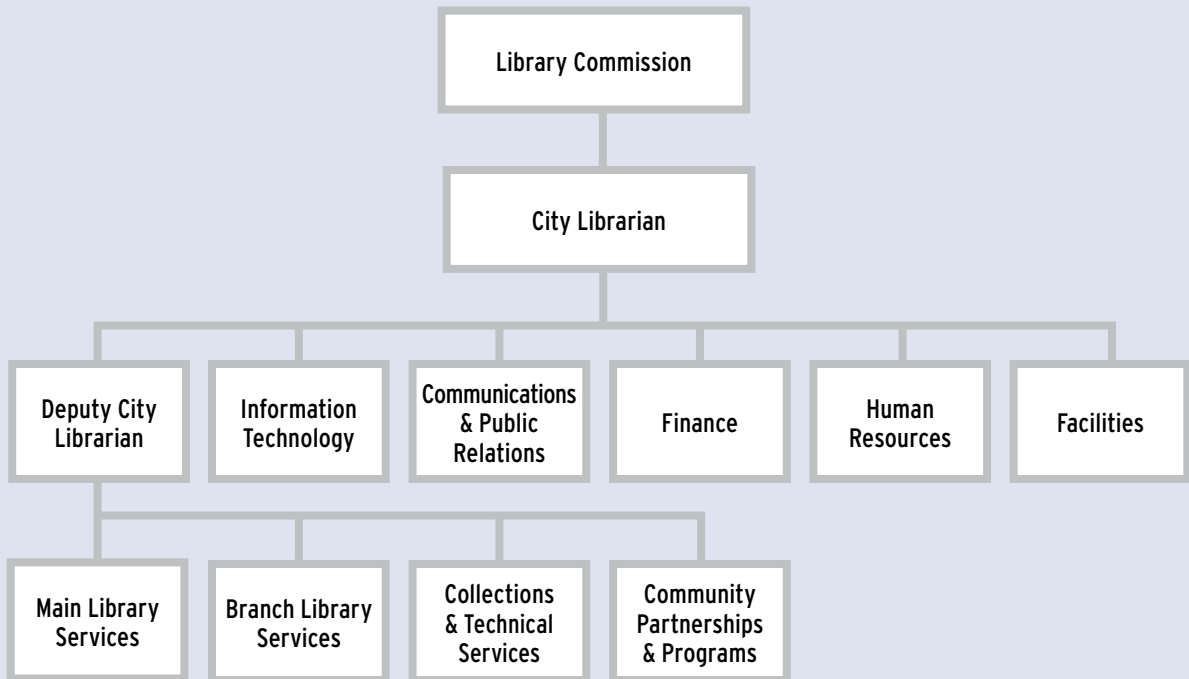 Library Commission
City Librarian
Deputy City
Librarian
Information
Technology
Communications
& Public
Relations
Finance
Human
Resources
Facilities
Main Library
Services
Branch Library
Services
Collections
& Technical
Services
Community
Partnerships
& Programs